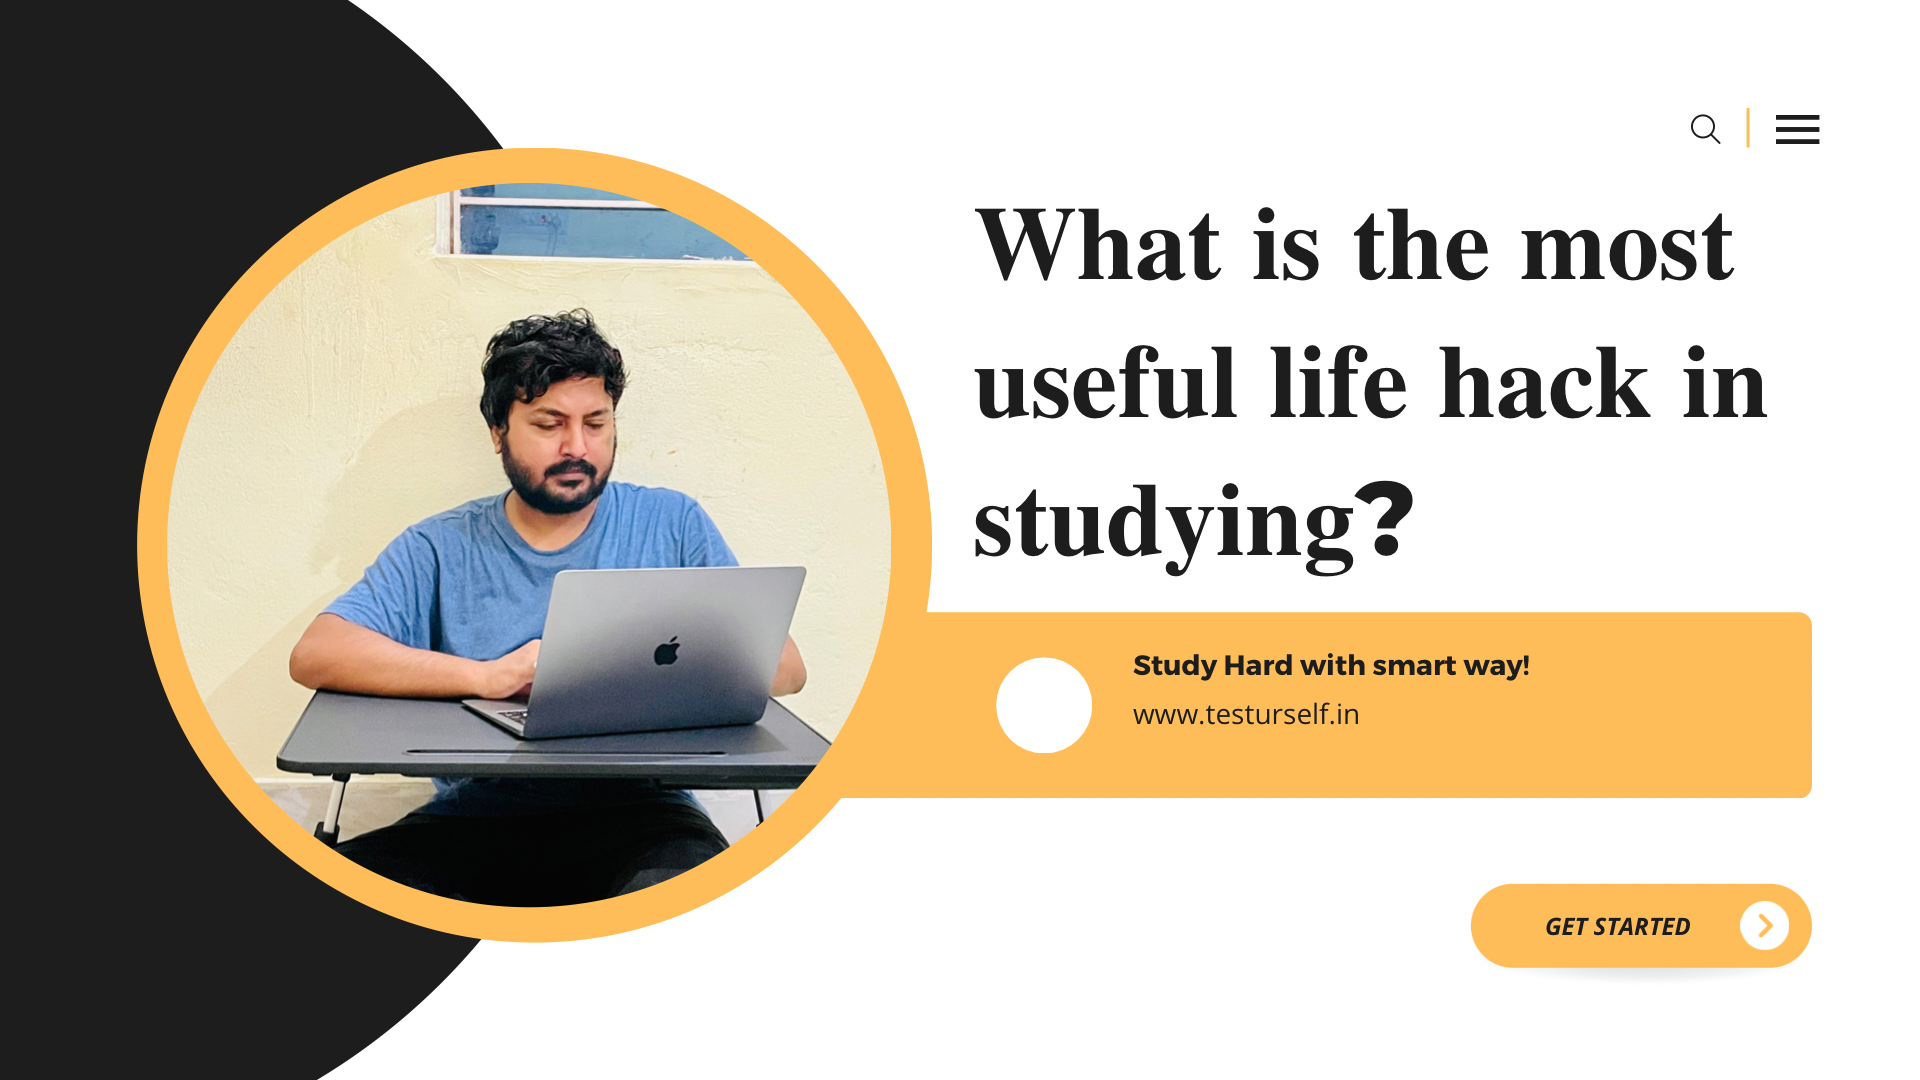 What is the most
useful life hack in
studying?
Study Hard with smart way!
www.testurself.in
GET STARTED